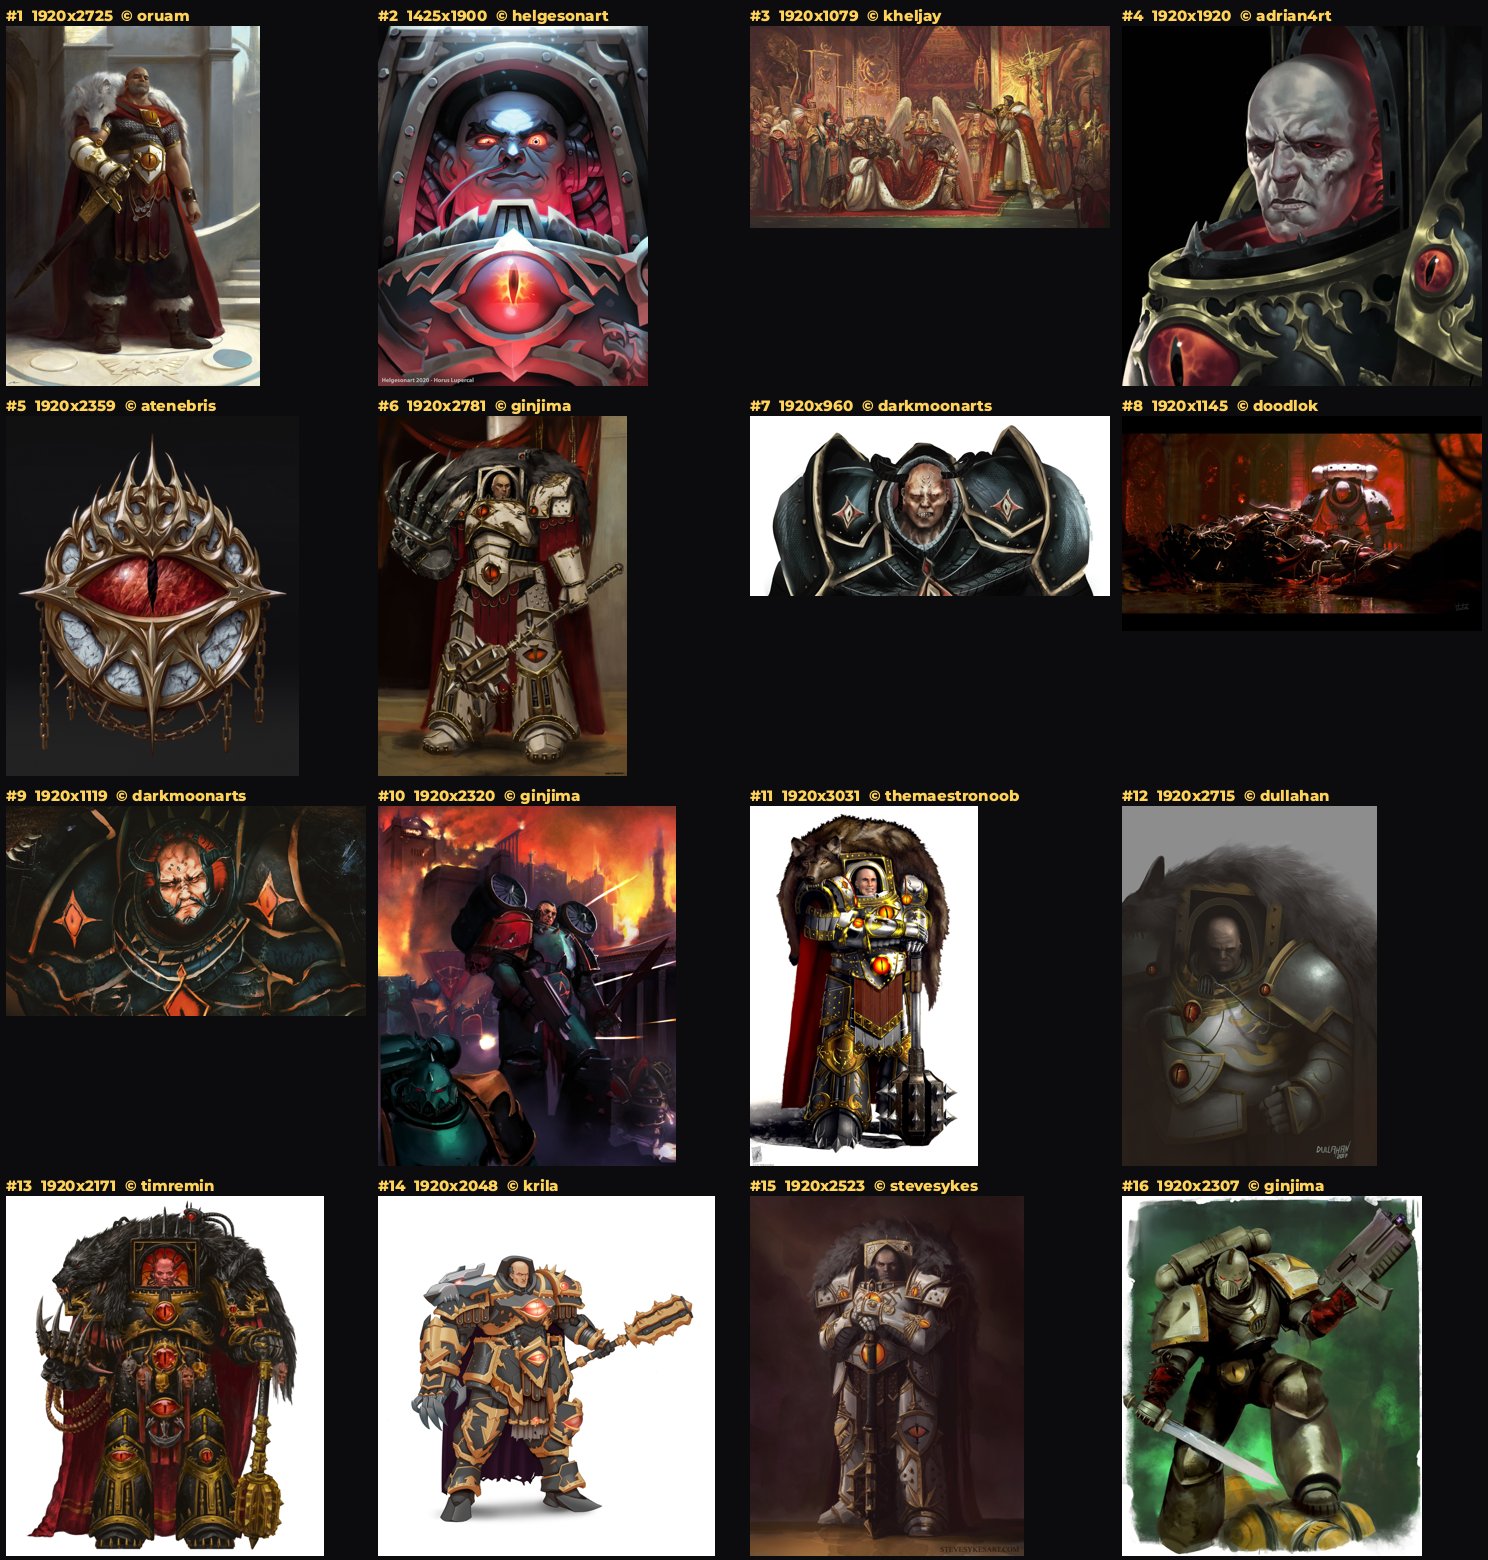 #1 1920x2725 © oruam
#2 1425x1900 © helgesonart
#3 1920x1079 © kheljay
#4 1920x1920 © adrian4rt
Helgesonart 2020 - Horus Lupercal
#5 1920x2359 © atenebris
#6 1920x2781 © ginjima
#7 1920x960 © darkmoonarts
#8 1920x1145 © doodlok
#9 1920x1119 © darkmoonarts
#10 1920x2320 © ginjima
#11 1920x3031 © themaestronoob
#12 1920x2715 © dullahan
DULLAHAN
2017
#13 1920x2171 © timremin
#14 1920x2048 © krila
#15 1920x2523 © stevesykes
#16 1920x2307 © ginjima
STEVESYKESART.COM